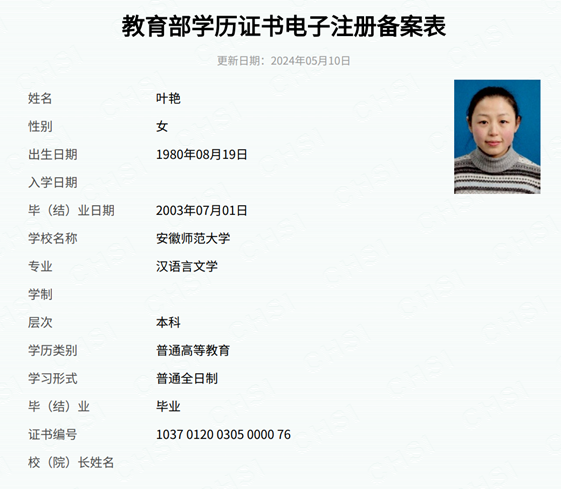 教育部学历证书电子注册备案表
更新日期：2024年05月10日
姓名 叶艳
性别 女
出生日期 1980年08月19日
入学日期
毕（结）业日期 2003年07月01日
学校名称 安徽师范大学
专业 汉语言文学
学制
层次 本科
学历类别 普通高等教育
学习形式 普通全日制
毕（结）业 毕业
证书编号 1037 0120 0305 0000 76
校（院）长姓名